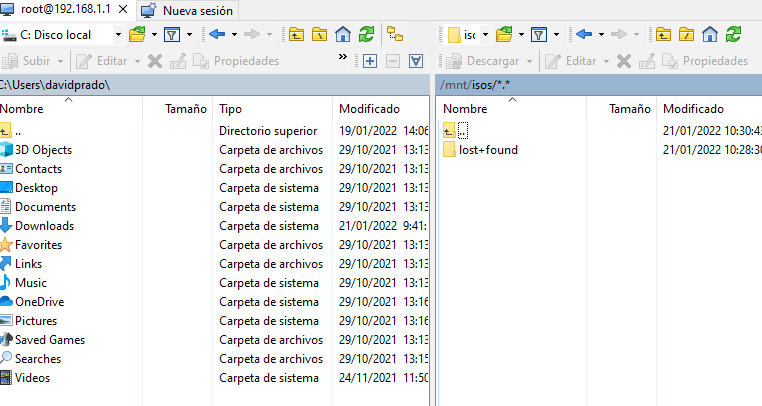 root@192.168.1.1 × Nueva sesión
C: Disco local
Subir Editar Propiedades »
C:\Users\davidprado\
Nombre Tamaño Tipo Modificado
.. Directorio superior 19/01/2022 14:06
3D Objects Carpeta de archivos 29/10/2021 13:13
Contacts Carpeta de archivos 29/10/2021 13:13
Desktop Carpeta de sistema 29/10/2021 13:13
Documents Carpeta de sistema 29/10/2021 13:13
Downloads Carpeta de sistema 21/01/2022 9:41:
Favorites Carpeta de archivos 29/10/2021 13:13
Links Carpeta de archivos 29/10/2021 13:13
Music Carpeta de sistema 29/10/2021 13:13
OneDrive Carpeta de sistema 29/10/2021 13:16
Pictures Carpeta de sistema 29/10/2021 13:16
Saved Games Carpeta de archivos 29/10/2021 13:13
Searches Carpeta de archivos 29/10/2021 13:15
Videos Carpeta de sistema 24/11/2021 11:50
iso
Descargar Editar Propiedades
/mnt/isos/*.*
Nombre Tamaño Modificado
.. 21/01/2022 10:30:43
lost+found 21/01/2022 10:28:30